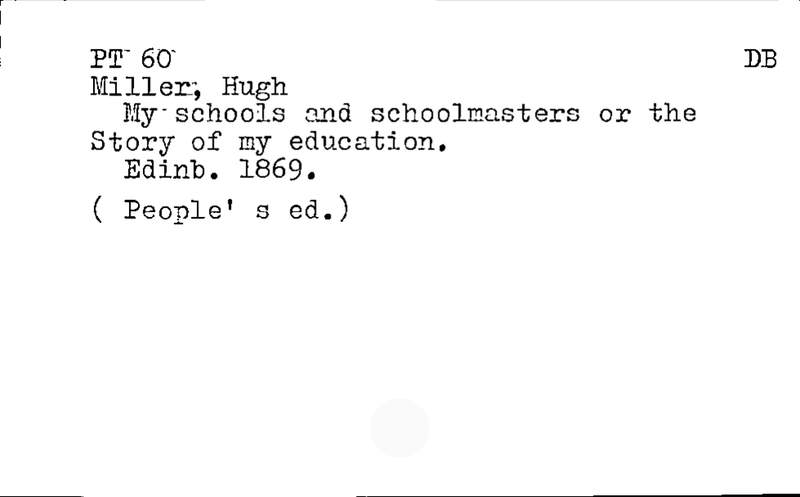 PT 60 DB
Miller, Hugh
My schools and schoolmasters or the
Story of my education.
Edinb. 1869.
( People' s ed.)